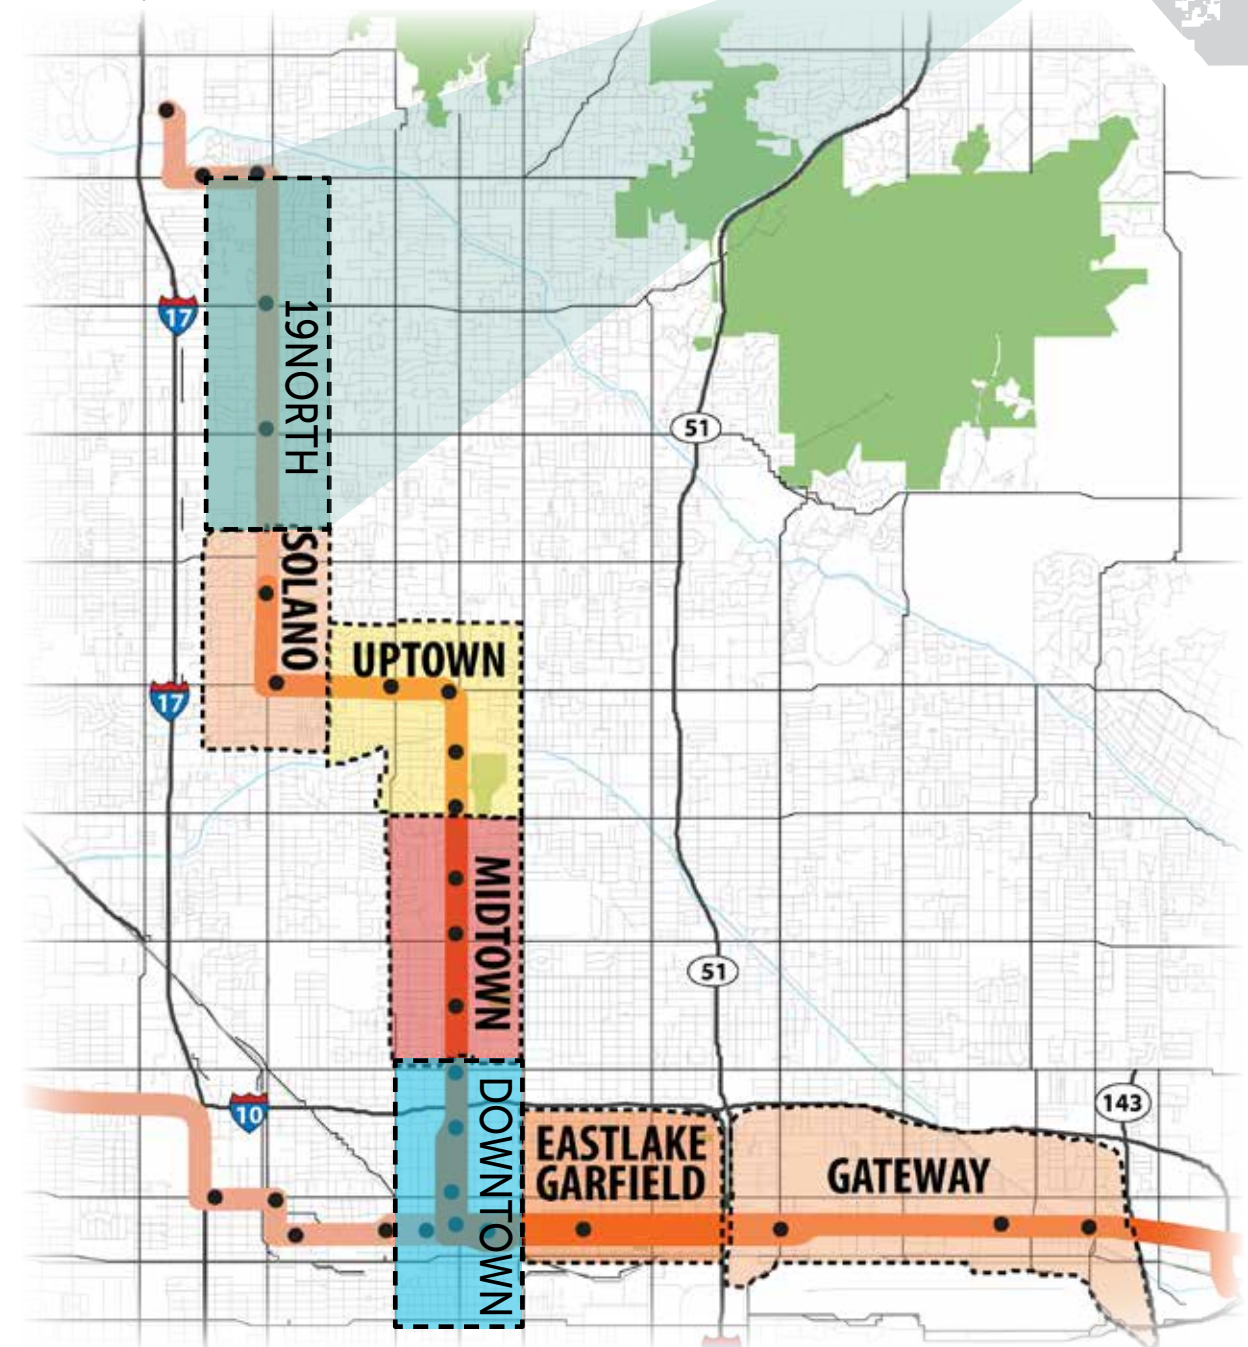 17
19NORTH
51
SOLANO
UPTOWN
17
MIDTOWN
51
10
DOWNTOWN
EASTLAKE
GARFIELD
GATEWAY
143